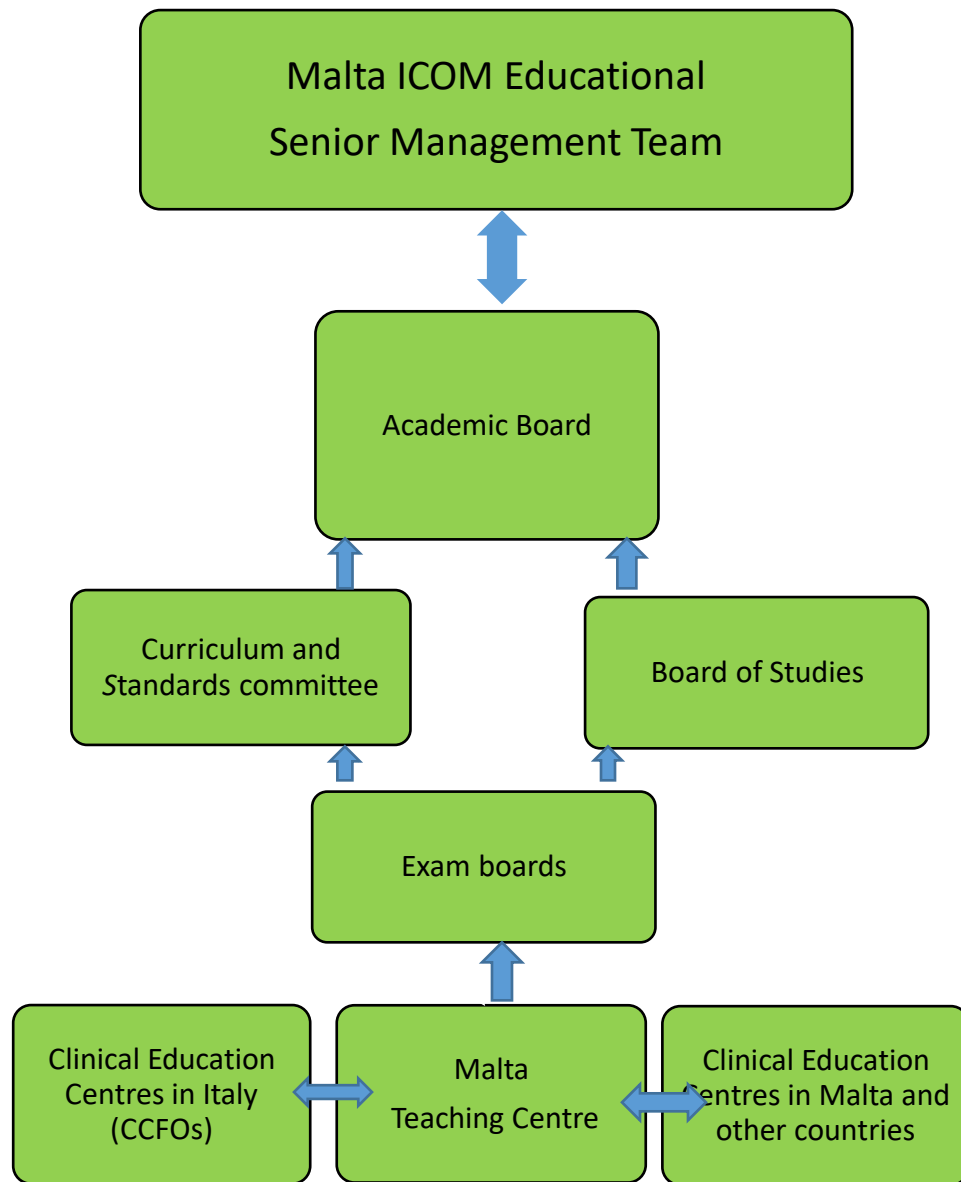 Malta ICOM Educational
Senior Management Team
Academic Board
Curriculum and
Standards committee
Board of Studies
Exam boards
Clinical Education
Centres in Italy
(CCFOs)
Malta
Teaching Centre
Clinical Education
Centres in Malta and
other countries